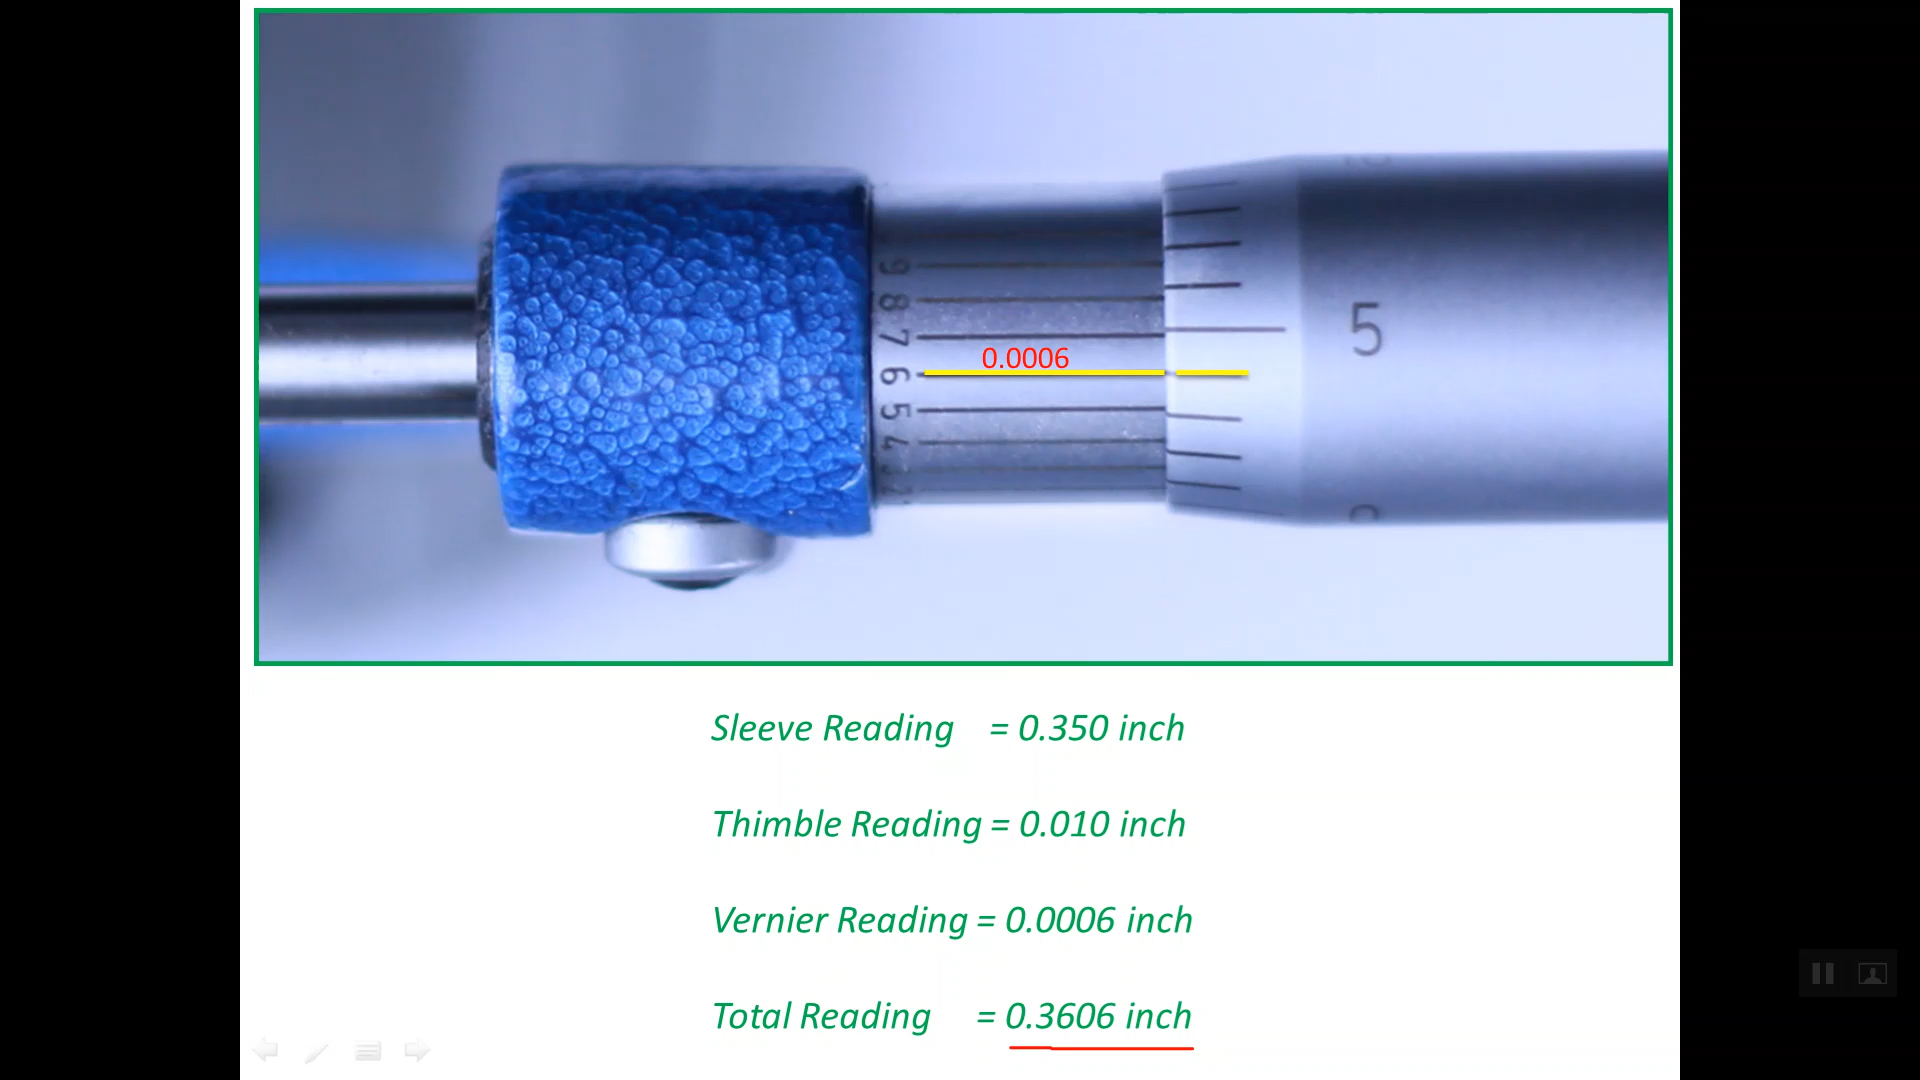 9
8
7
0.0006
6
5
4
5
Sleeve Reading = 0.350 inch
Thimble Reading = 0.010 inch
Vernier Reading = 0.0006 inch
Total Reading = 0.3606 inch